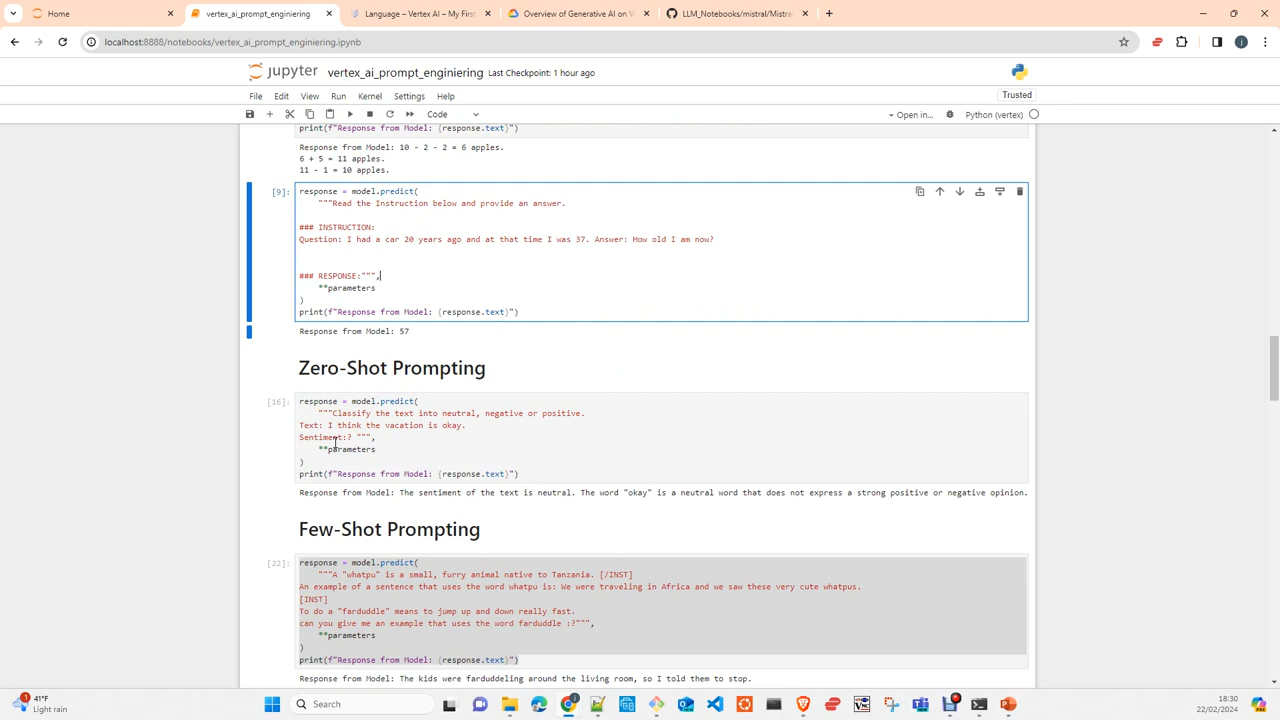 Home
vertex_ai_prompt_enginiering
Language – Vertex AI – My First
Overview of Generative AI on V
LLM_Notebooks/mistral/Mistral
localhost:8888/notebooks/vertex_ai_prompt_enginiering.ipynb
jupyter vertex_ai_prompt_enginiering Last Checkpoint: 1 hour ago
File Edit View Run Kernel Settings Help
Trusted
Code
Open in...
Python (vertex)
print(f"Response from Model: {response.text}")
Response from Model: 10 - 2 - 2 = 6 apples.
6 + 5 = 11 apples.
11 - 1 = 10 apples.
[9]: response = model.predict(
"""Read the Instruction below and provide an answer.
### INSTRUCTION:
Question: I had a car 20 years ago and at that time I was 37. Answer: How old I am now?
### RESPONSE:""",
**parameters
)
print(f"Response from Model: {response.text}")
Response from Model: 57
Zero-Shot Prompting
[16]: response = model.predict(
"""Classify the text into neutral, negative or positive.
Text: I think the vacation is okay.
Sentiment:? """,
**parameters
)
print(f"Response from Model: {response.text}")
Response from Model: The sentiment of the text is neutral. The word "okay" is a neutral word that does not express a strong positive or negative opinion.
Few-Shot Prompting
[22]: response = model.predict(
"""A "whatpu" is a small, furry animal native to Tanzania. [/INST]
An example of a sentence that uses the word whatpu is: We were traveling in Africa and we saw these very cute whatpus.
[INST]
To do a "farduddle" means to jump up and down really fast.
can you give me an example that uses the word farduddle :?""",
**parameters
)
print(f"Response from Model: {response.text}")
Response from Model: The kids were farduddeling around the living room, so I told them to stop.
41°F
Light rain
Search
18:30
22/02/2024